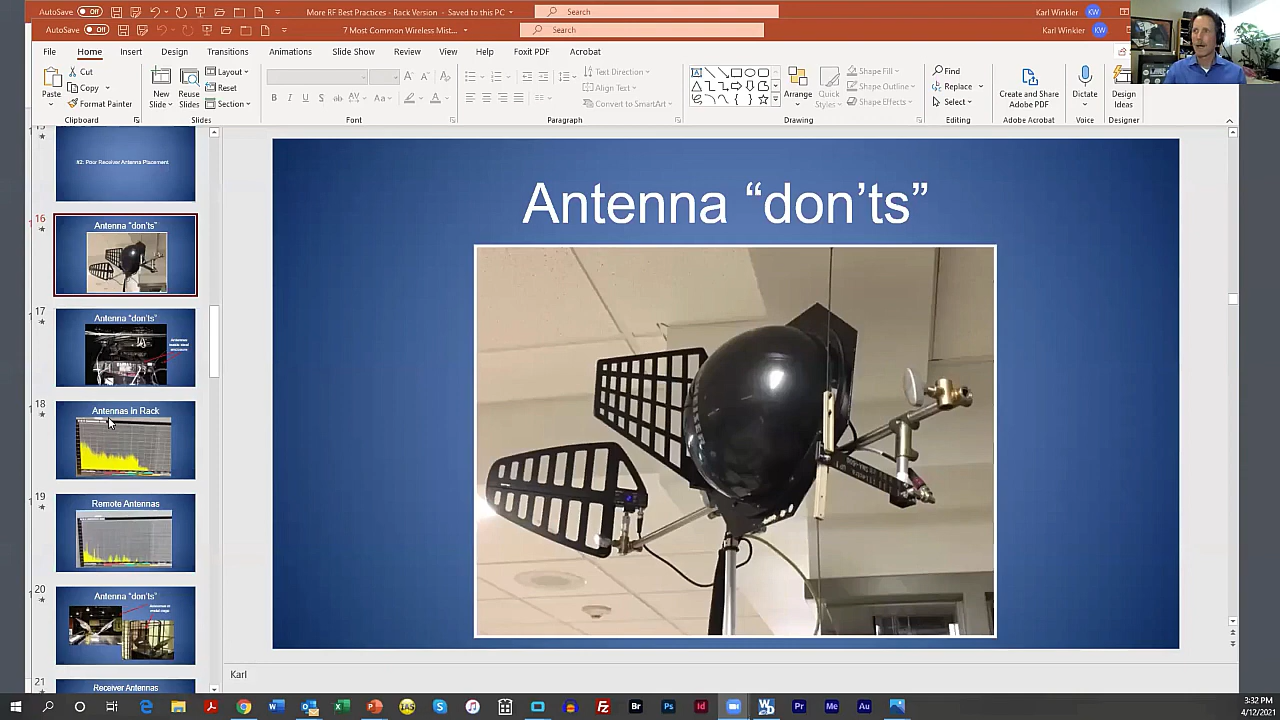 AutoSave Off More RF Best Practices - Rack Version - Saved to this PC Search Karl Winkler KW
AutoSave Off 7 Most Common Wireless Mist... Search Karl Winkler KW
File Home Insert Design Transitions Animations Slide Show Review View Help Foxit PDF Acrobat
Paste
Cut
Copy
Format Painter
Clipboard
New Slide
Reuse Slides
Layout
Reset
Section
Slides
Font
Text Direction
Align Text
Convert to SmartArt
Paragraph
Arrange
Quick Styles
Shape Fill
Shape Outline
Shape Effects
Drawing
Find
Replace
Select
Editing
Create and Share Adobe PDF
Adobe Acrobat
Dictate
Voice
Design Ideas
Designer
15
#2: Poor Receiver Antenna Placement
16
Antenna “don’ts”
17
Antenna “don’ts”
18
Antennas in Rack
19
Remote Antennas
20
Antenna “don’ts”
21
Receiver Antennas
Antenna “don’ts”
Karl
3:32 PM
4/12/2021